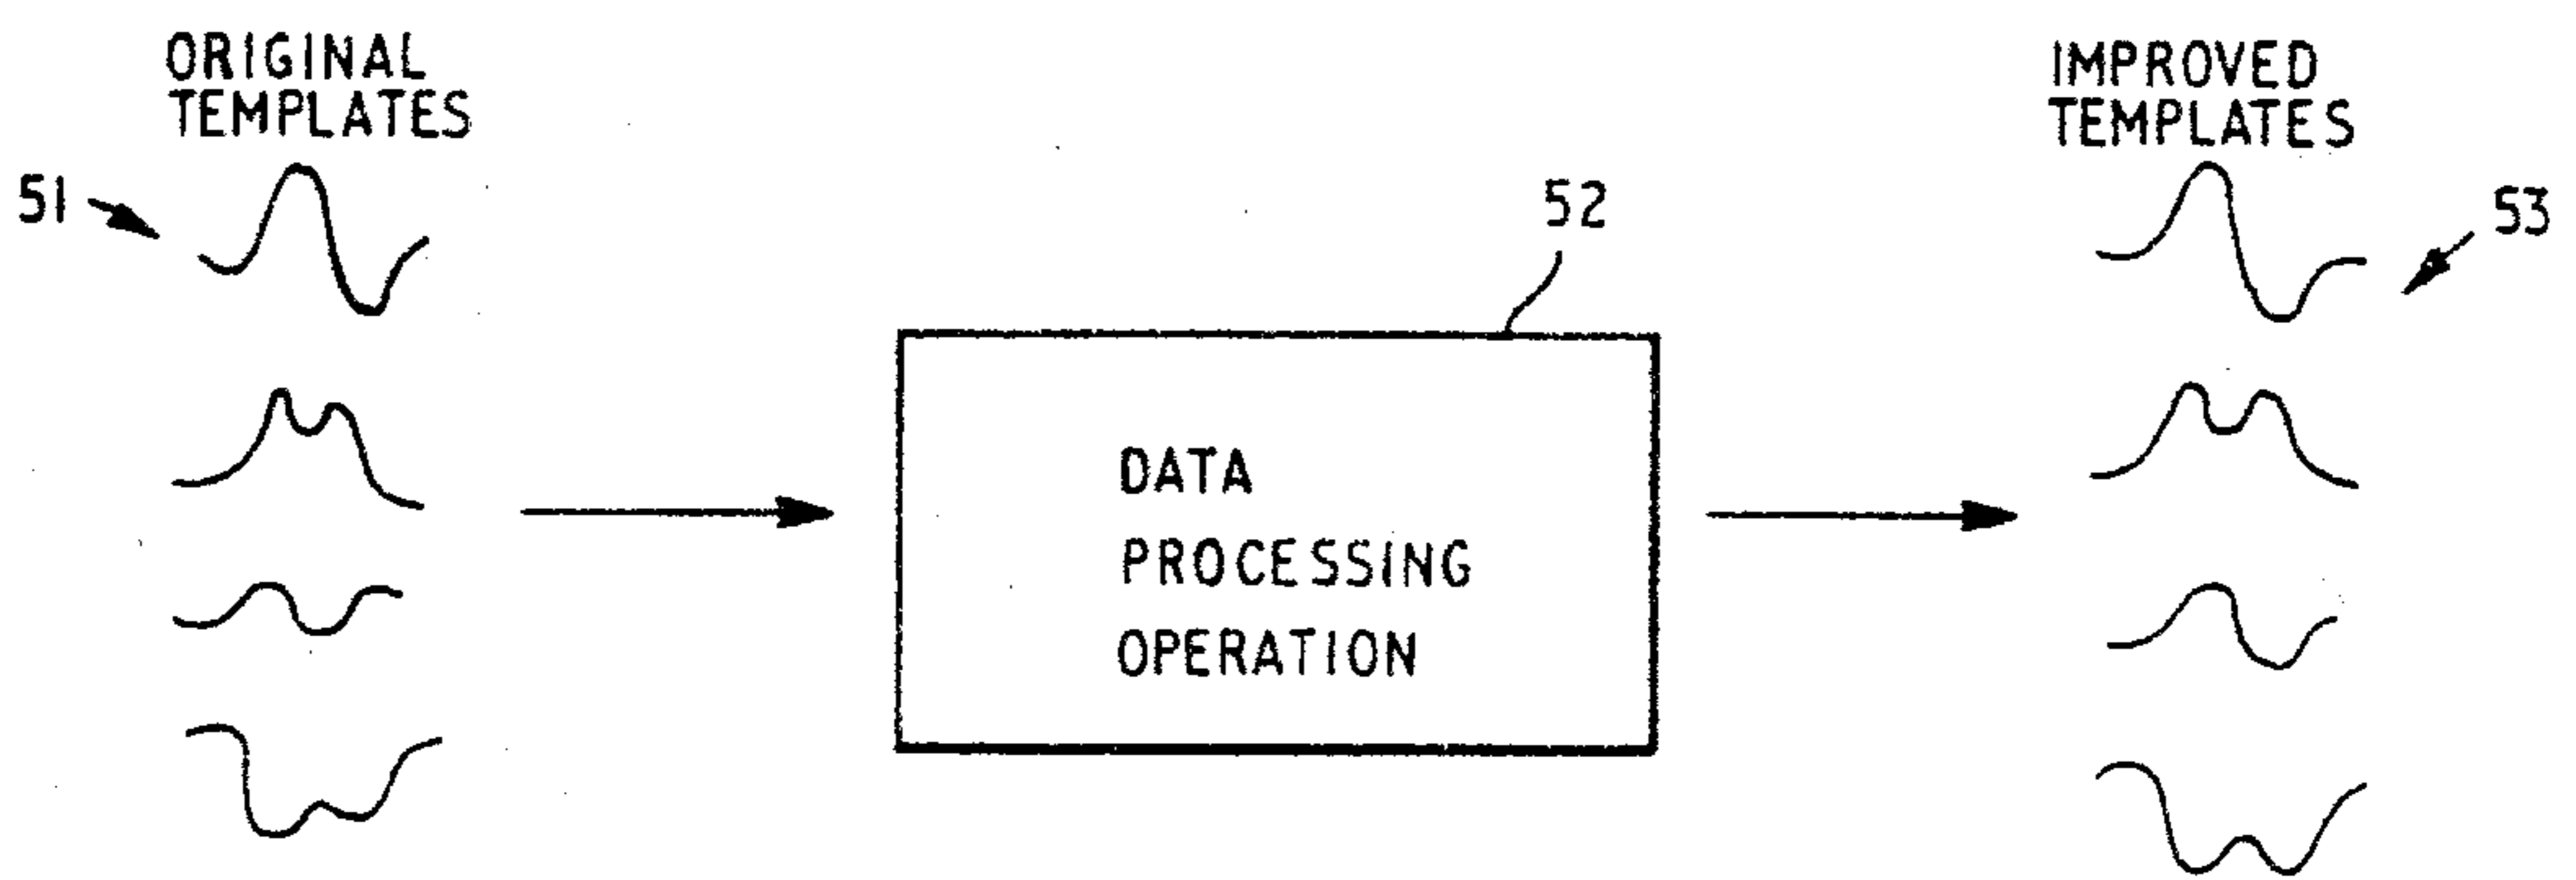 ORIGINAL
TEMPLATES
51
52
DATA
PROCESSING
OPERATION
IMPROVED
TEMPLATES
53